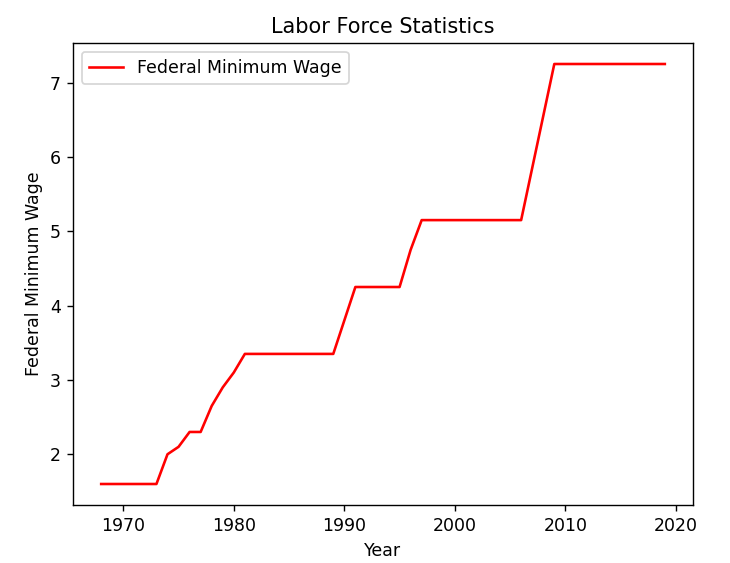 Labor Force Statistics
Federal Minimum Wage
7
6
5
4
3
2
Federal Minimum Wage
1970 1980 1990 2000 2010 2020
Year